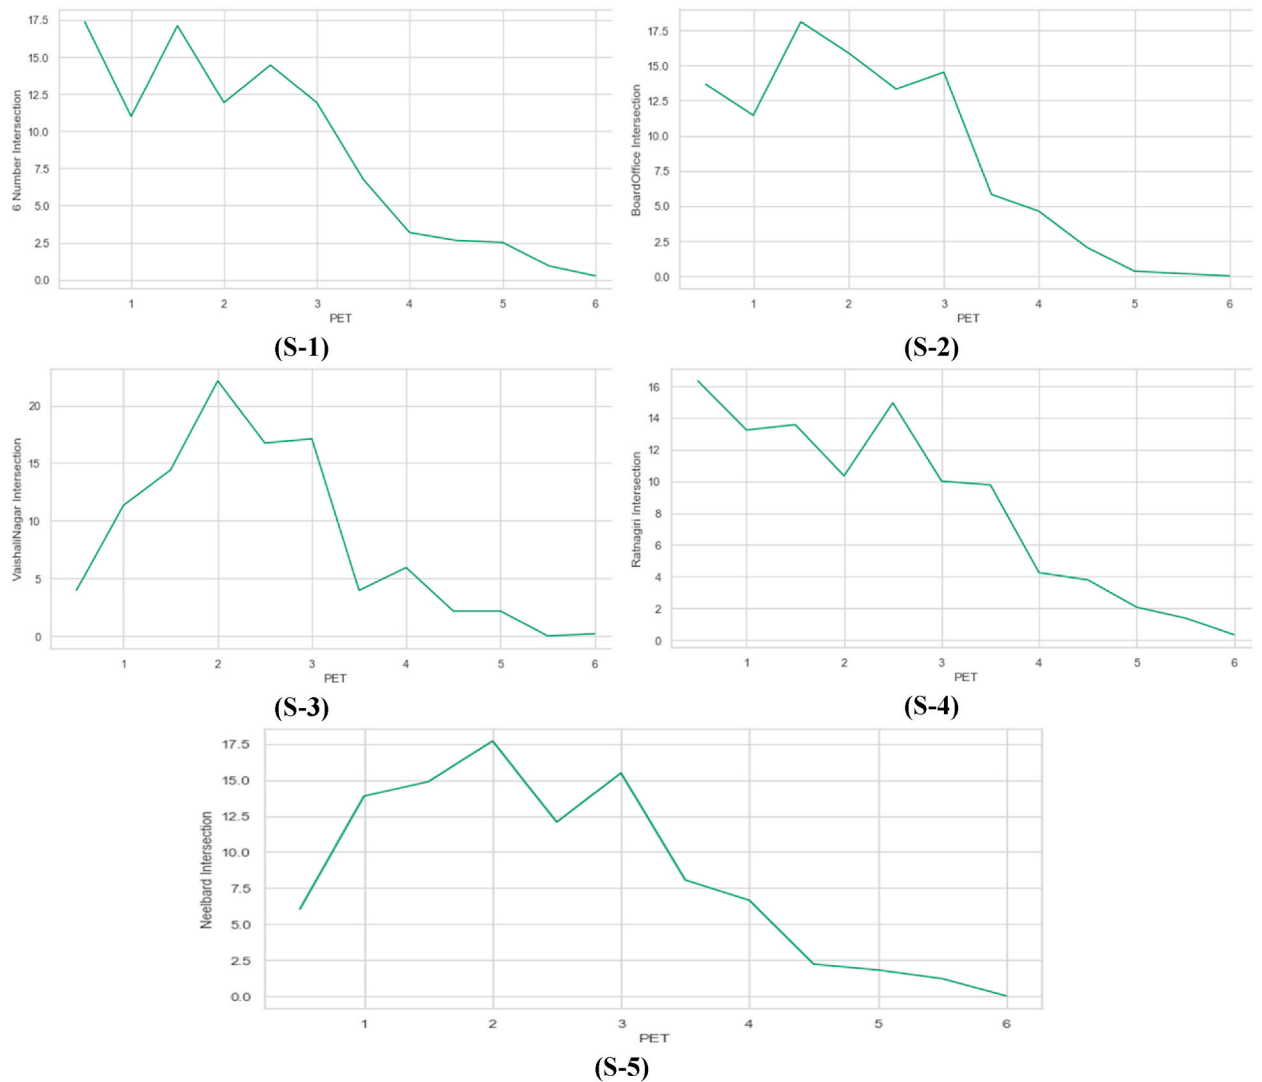 17.5
15.0
12.5
10.0
7.5
5.0
2.5
0.0
6 Number Intersection
1 2 3 4 5 6
PET
(S-1)
17.5
15.0
12.5
10.0
7.5
5.0
2.5
0.0
BoardOffice Intersection
1 2 3 4 5 6
PET
(S-2)
20
15
10
5
0
VaishaliNagar Intersection
1 2 3 4 5 6
PET
(S-3)
16
14
12
10
8
6
4
2
0
Ratnagiri Intersection
1 2 3 4 5 6
PET
(S-4)
17.5
15.0
12.5
10.0
7.5
5.0
2.5
0.0
Neelbard Intersection
1 2 3 4 5 6
PET
(S-5)